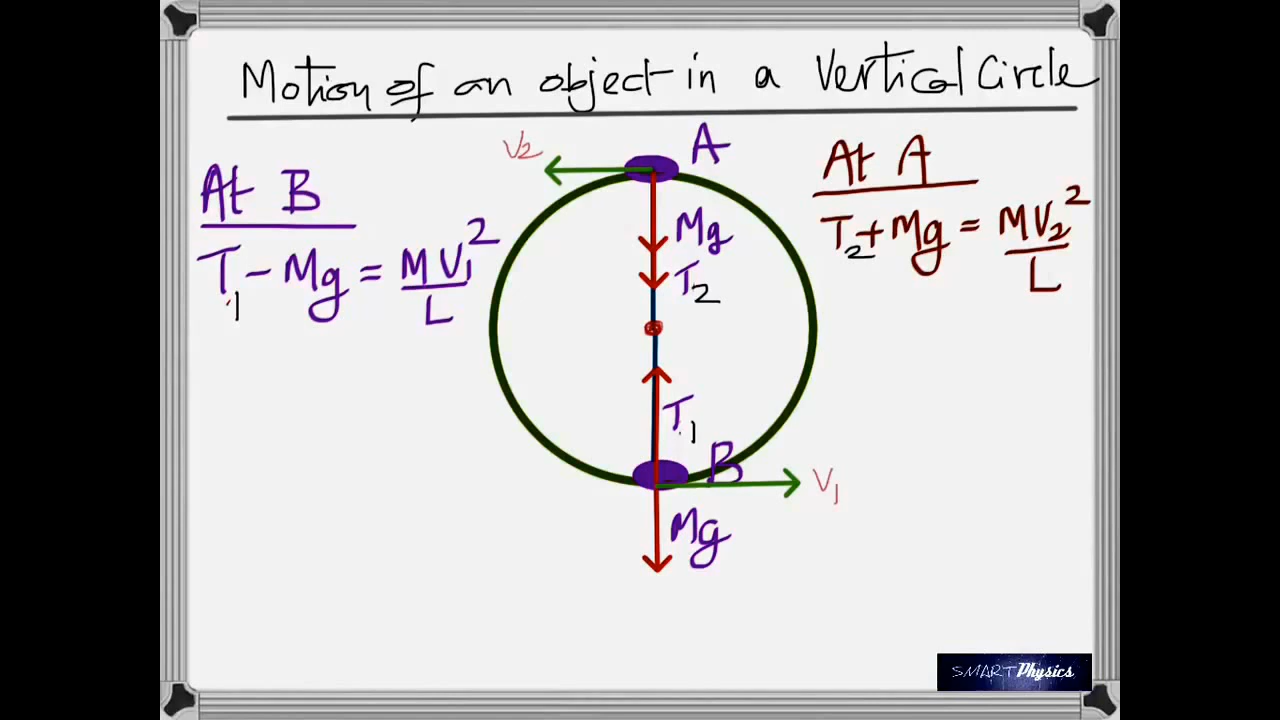 Motion of an object in a Vertical Circle
At B
T₁ - Mg = MV₁²/L
V₂
A
Mg
T₂
At A
T₂ + Mg = MV₂²/L
T₁
B
V₁
Mg
SMART Physics